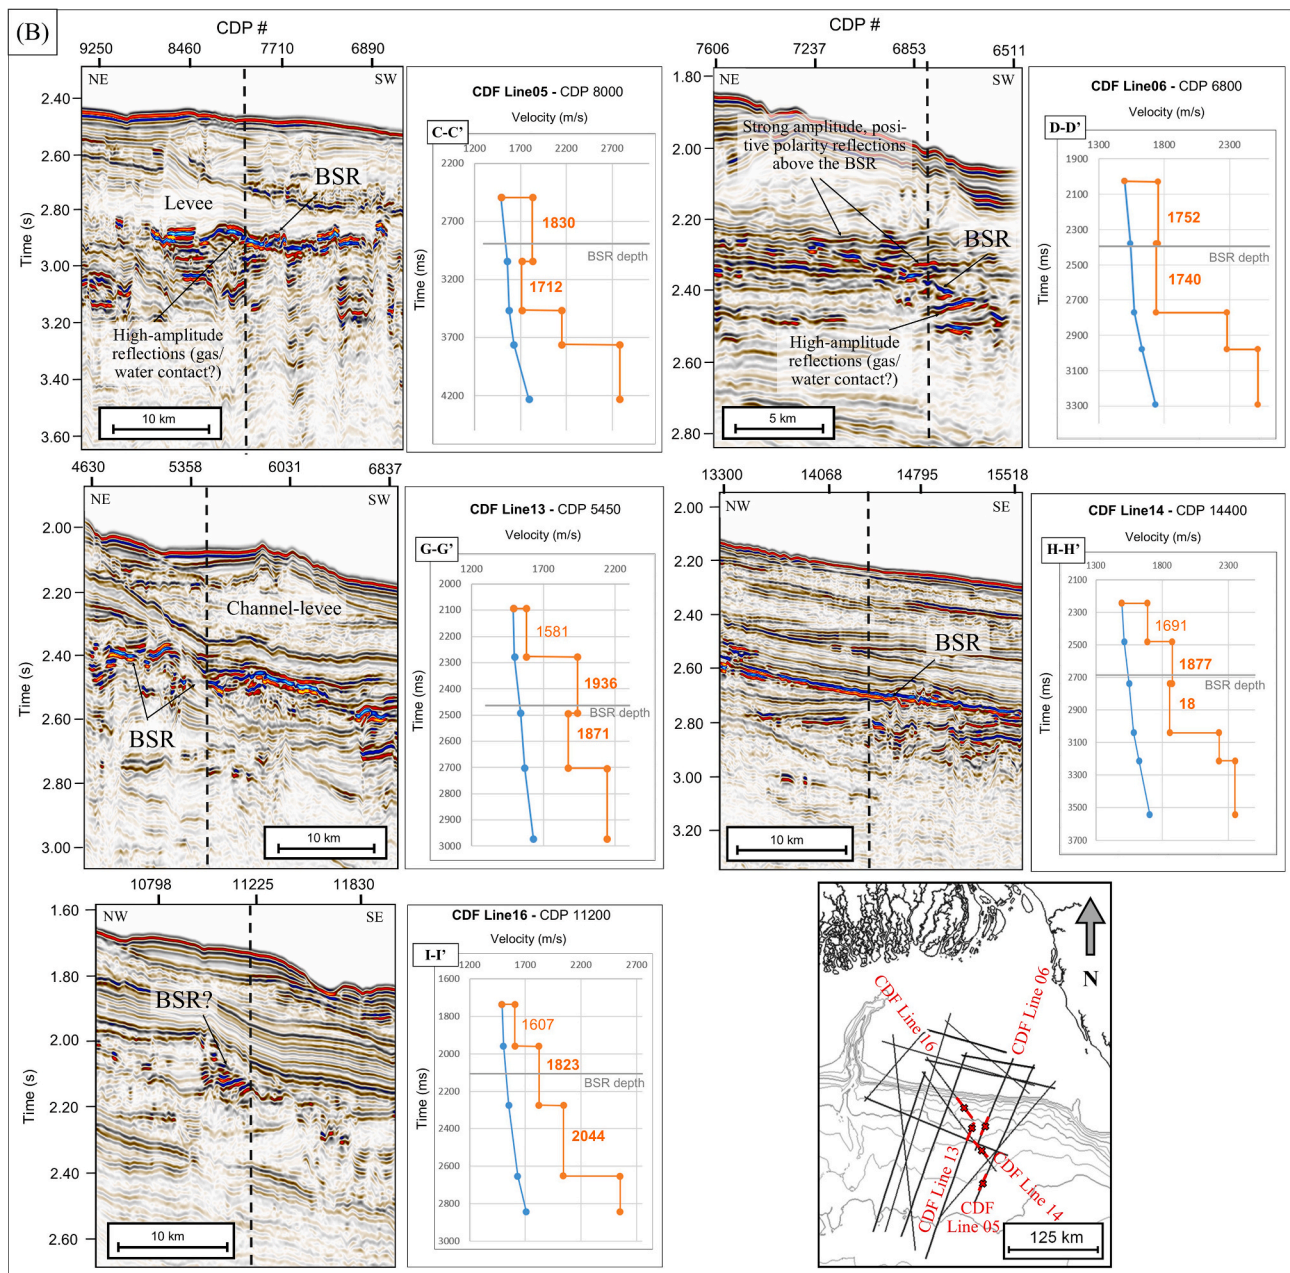 (B)
CDP #
9250 8460 7710 6890
NE SW
2.40
2.60
2.80
3.00
3.20
3.40
3.60
Time (s)
BSR
Levee
High-amplitude
reflections (gas/
water contact?)
10 km
CDF Line05 - CDP 8000
Velocity (m/s)
C-C'
1200 1700 2200 2800
2200
2700
3200
3700
4200
Time (ms)
1830
BSR depth
1712
CDP #
7606 7237 6853 6511
NE SW
1.80
2.00
2.20
2.40
2.60
2.80
Time (s)
Strong amplitude, posi-
tive polarity reflections
above the BSR
BSR
High-amplitude
reflections (gas/
water contact?)
5 km
CDF Line06 - CDP 6800
Velocity (m/s)
D-D'
1300 1800 2300
1900
2100
2300
2500
2700
2900
3100
3300
Time (ms)
1752
BSR depth
1740
4630 5358 6031 6837
NE SW
2.00
2.20
2.40
2.60
2.80
3.00
Time (s)
Channel-levee
BSR
10 km
CDF Line13 - CDP 5450
Velocity (m/s)
G-G'
1200 1700 2200
2000
2100
2200
2300
2400
2500
2600
2700
2800
2900
3000
Time (ms)
1581
1936
BSR depth
1871
13300 14068 14795 15518
NW SE
2.00
2.20
2.40
2.60
2.80
3.00
3.20
Time (s)
BSR
10 km
CDF Line14 - CDP 14400
Velocity (m/s)
H-H'
1300 1800 2300
2100
2300
2500
2700
2900
3100
3300
3500
3700
Time (ms)
1691
1877
BSR depth
18
10798 11225 11830
NW SE
1.60
1.80
2.00
2.20
2.40
2.60
Time (s)
BSR?
10 km
CDF Line16 - CDP 11200
Velocity (m/s)
I-I'
1200 1700 2200 2700
1600
1800
2000
2200
2400
2600
2800
3000
Time (ms)
1607
1823
BSR depth
2044
N
CDF Line 16
CDF Line 06
CDF Line 13
CDF Line 14
CDF
Line 05
125 km